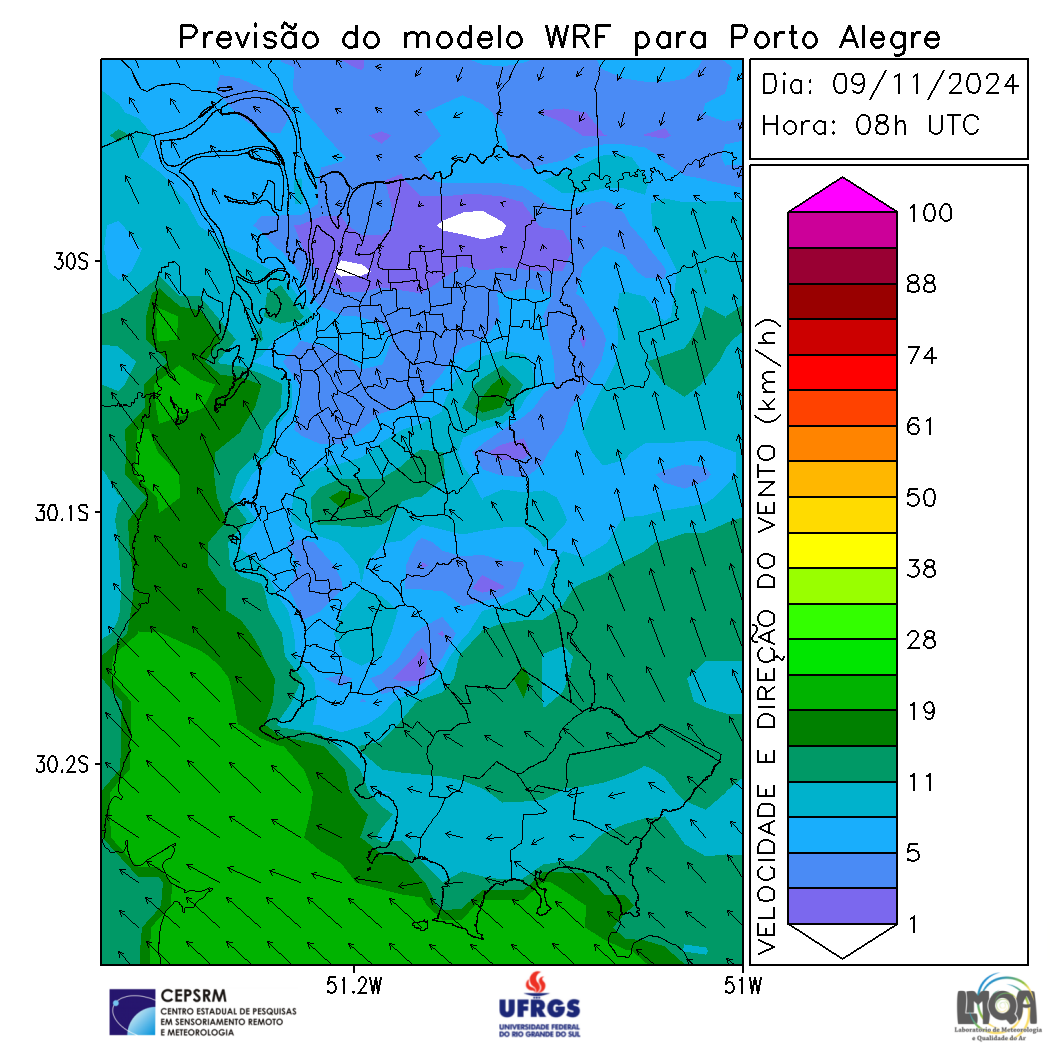 Previsão do modelo WRF para Porto Alegre
Dia: 09/11/2024
Hora: 08h UTC
30S
30.1S
30.2S
51.2W
51W
VELOCIDADE E DIREÇÃO DO VENTO (km/h)
100
88
74
61
50
38
28
19
11
5
1
CEPSRM
CENTRO ESTADUAL DE PESQUISAS
EM SENSORIAMENTO REMOTO
E METEOROLOGIA
UFRGS
UNIVERSIDADE FEDERAL
DO RIO GRANDE DO SUL
LMQA
Laboratório de Meteorologia
e Qualidade do Ar